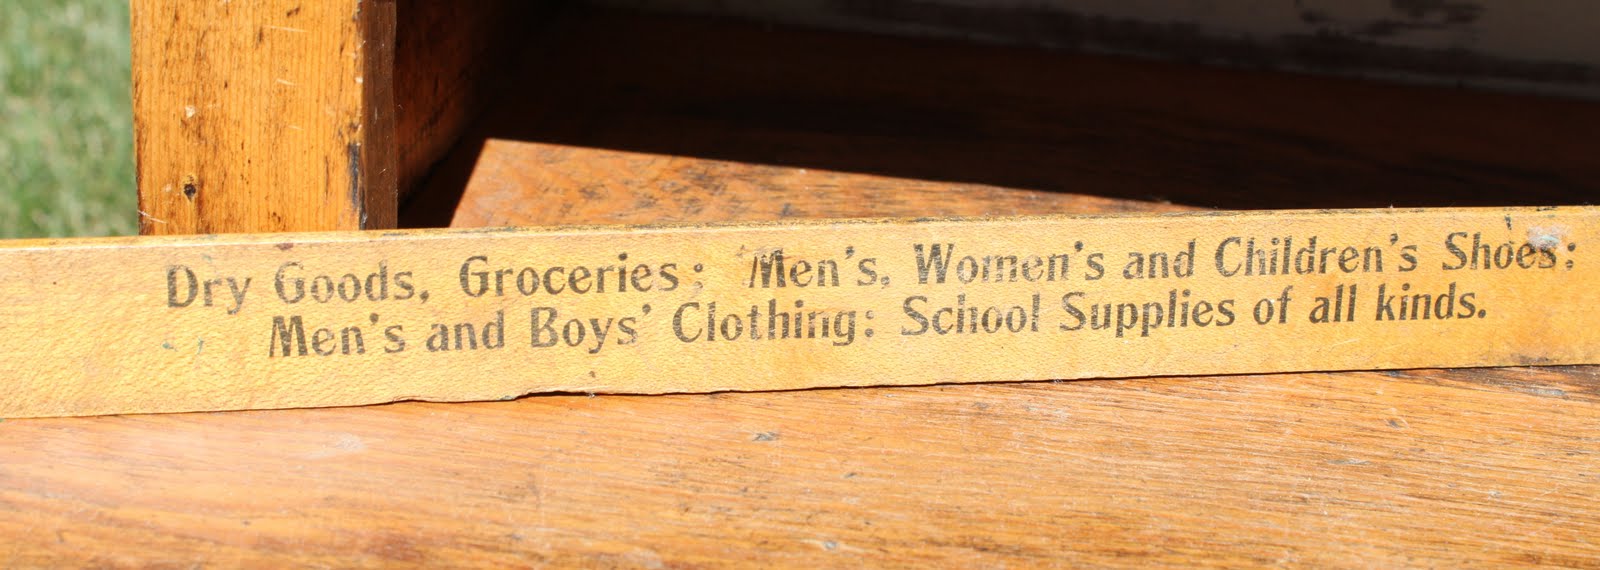 Dry Goods, Groceries; Men's, Women's and Children's Shoes;
Men's and Boys' Clothing; School Supplies of all kinds.